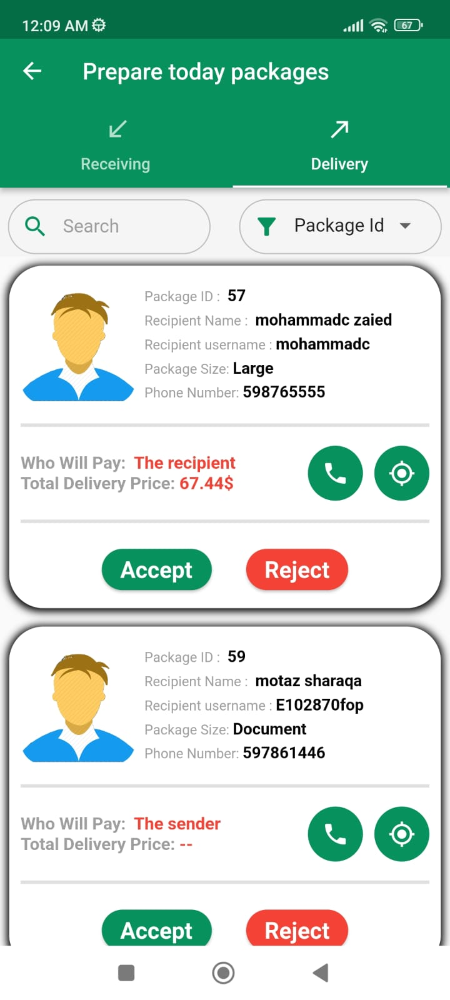 12:09 AM
67
Prepare today packages
Receiving
Delivery
Search
Package Id
Package ID : 57
Recipient Name : mohammadc zaied
Recipient username : mohammadc
Package Size: Large
Phone Number: 598765555
Who Will Pay: The recipient
Total Delivery Price: 67.44$
Accept
Reject
Package ID : 59
Recipient Name : motaz sharaqa
Recipient username : E102870fop
Package Size: Document
Phone Number: 597861446
Who Will Pay: The sender
Total Delivery Price: --
Accept
Reject